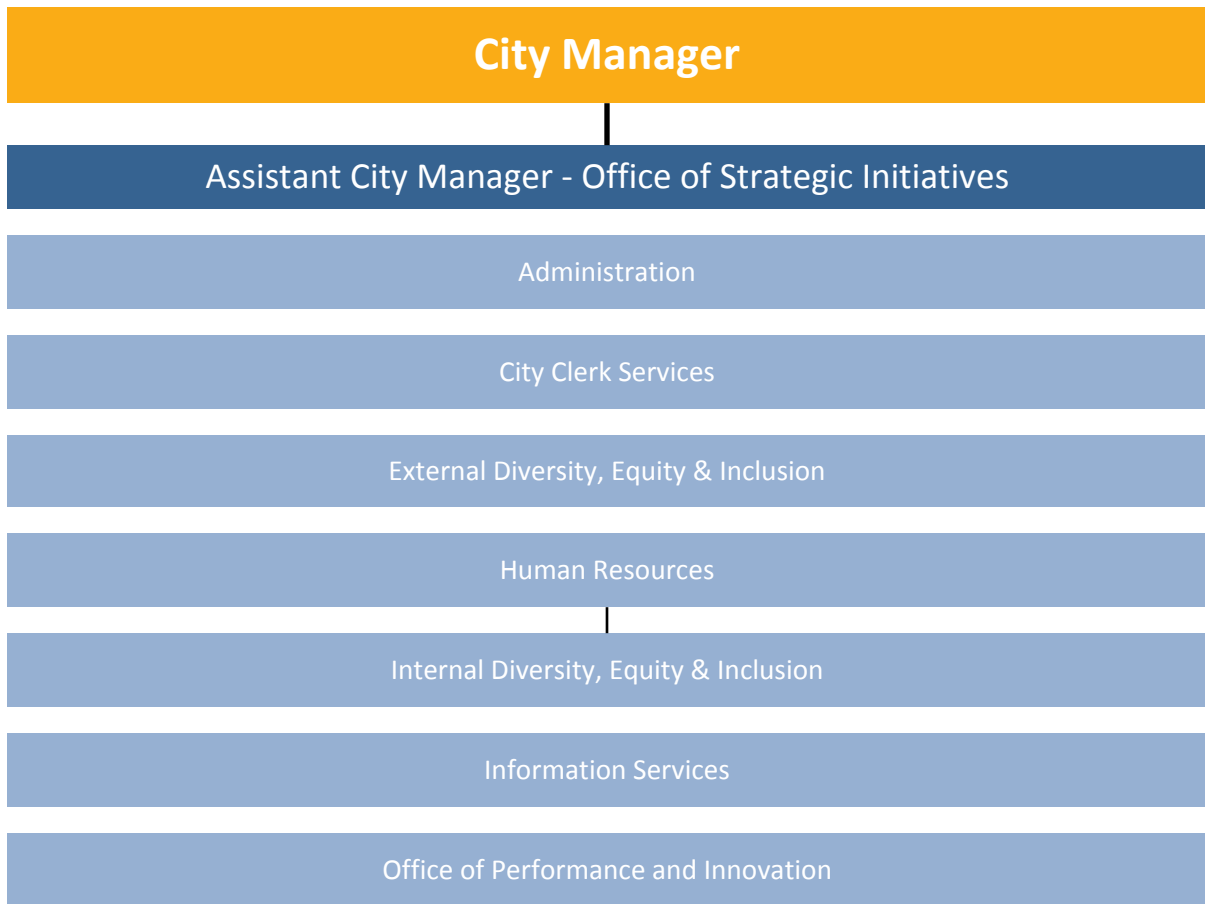 City Manager
Assistant City Manager - Office of Strategic Initiatives
Administration
City Clerk Services
External Diversity, Equity & Inclusion
Human Resources
Internal Diversity, Equity & Inclusion
Information Services
Office of Performance and Innovation